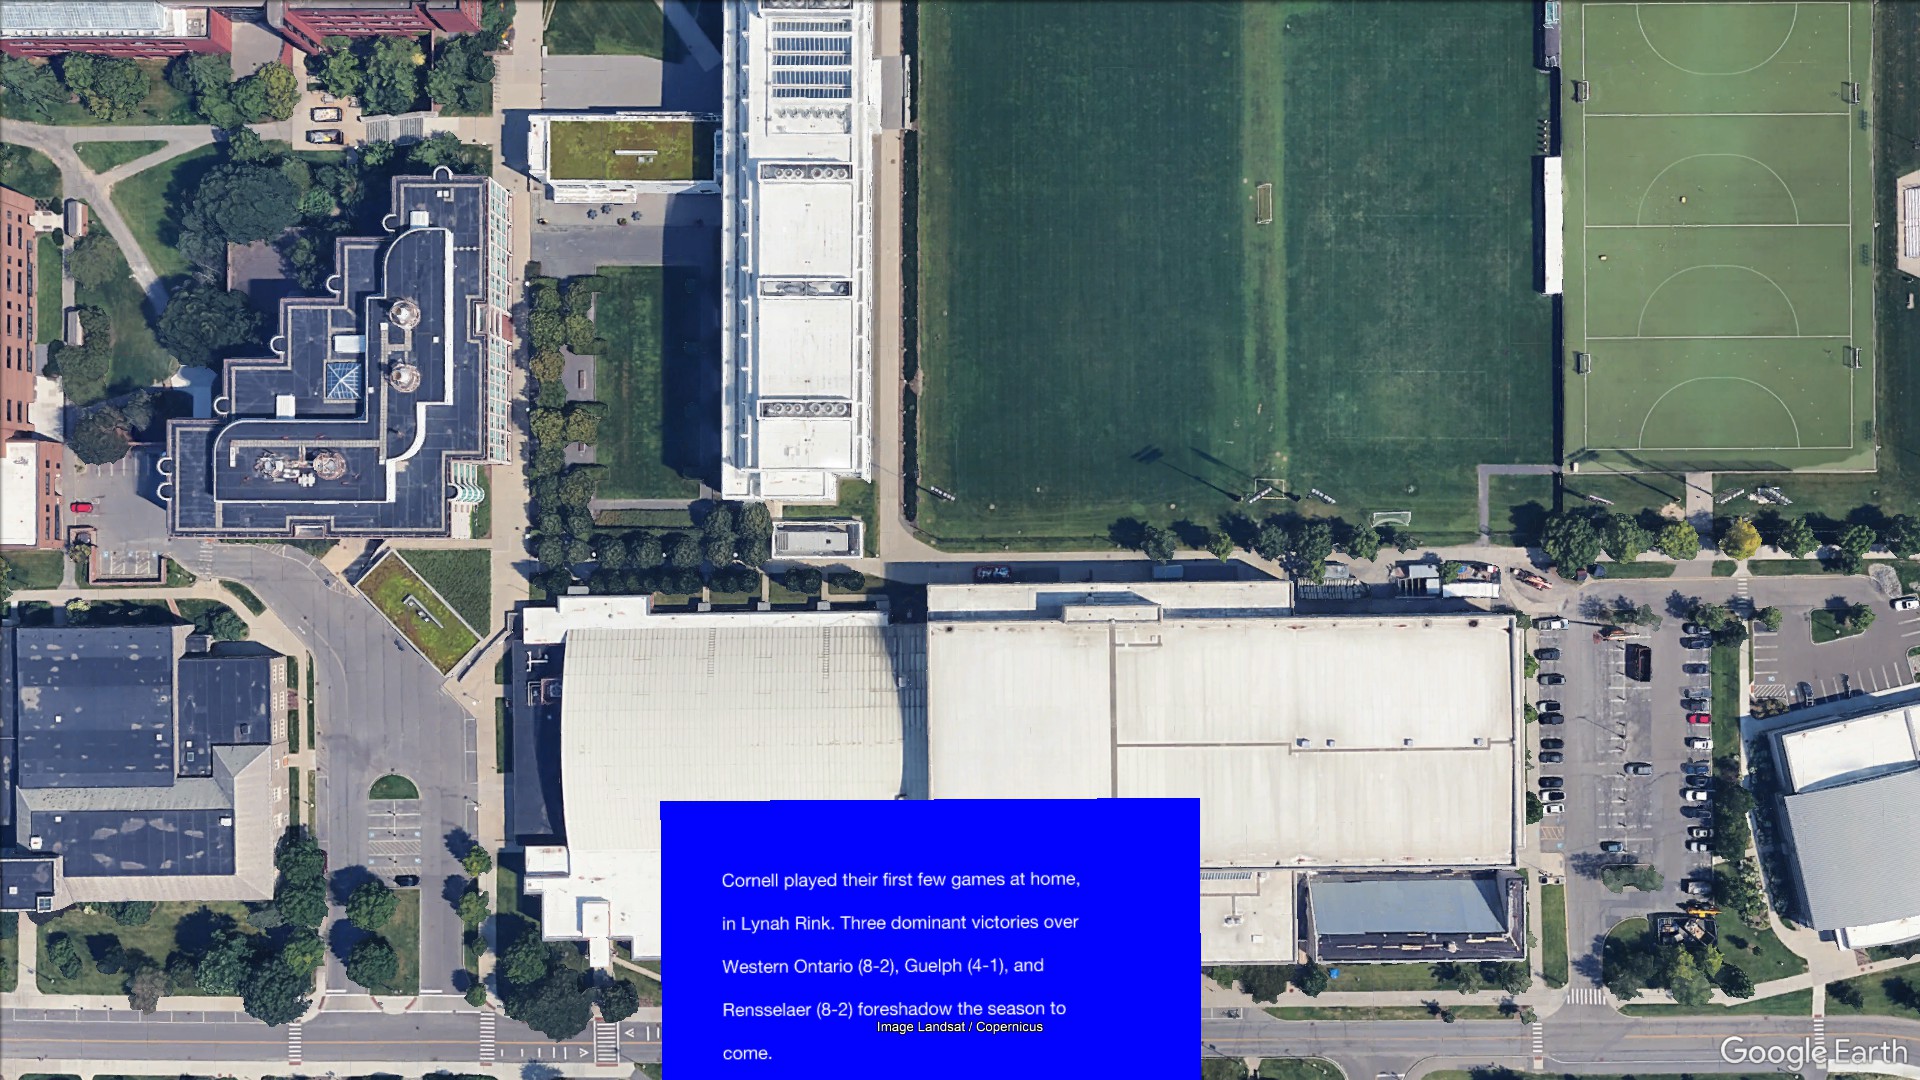 Cornell played their first few games at home,
in Lynah Rink. Three dominant victories over
Western Ontario (8-2), Guelph (4-1), and
Rensselaer (8-2) foreshadow the season to
come.
Image Landsat / Copernicus
Google Earth